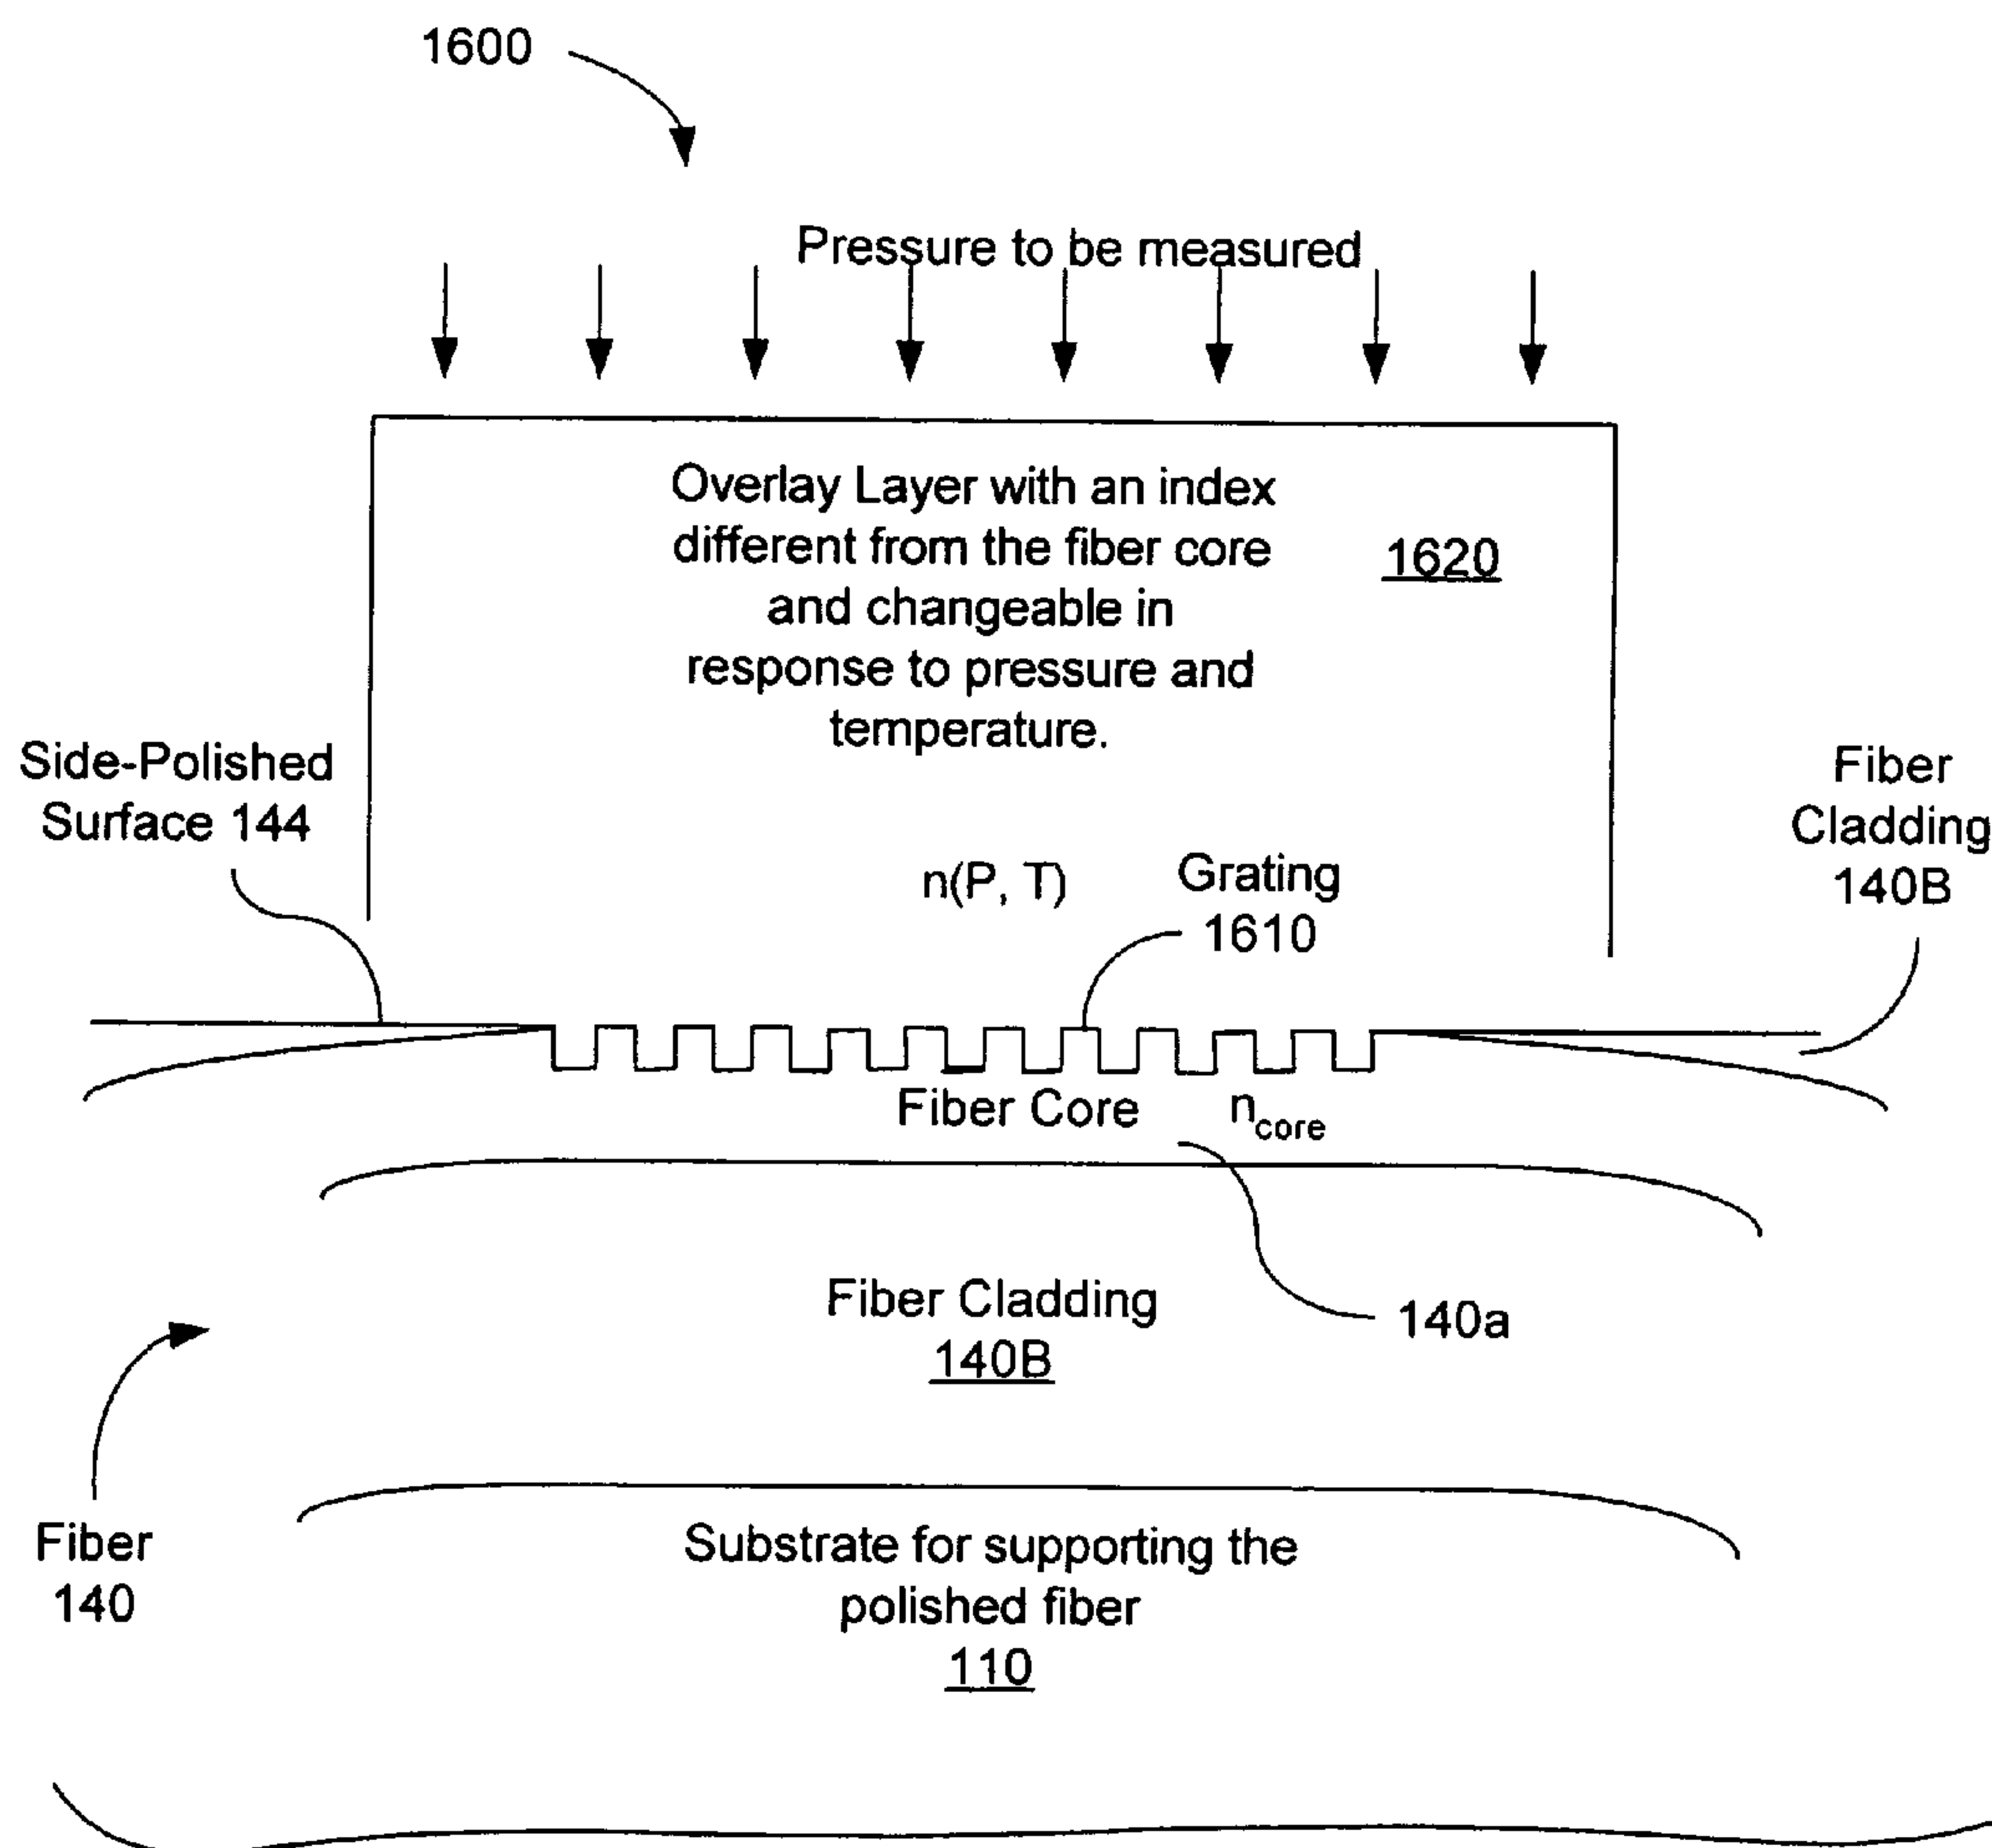 1600
Pressure to be measured
Overlay Layer with an index
different from the fiber core
and changeable in
response to pressure and
temperature.
1620
Side-Polished
Surface 144
Fiber
Cladding
140B
n(P, T)
Grating
1610
Fiber Core
n_core
Fiber Cladding
140B
140a
Fiber
140
Substrate for supporting the
polished fiber
110